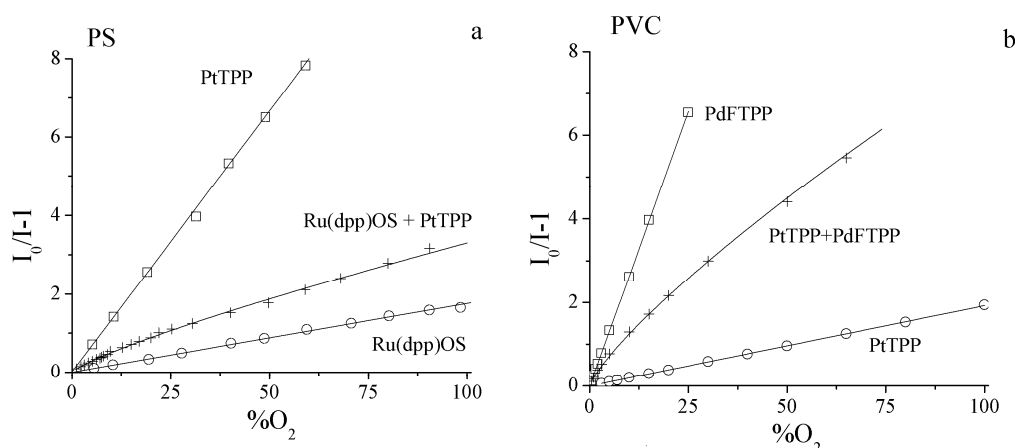 PS
a
8
6
4
2
0
I0/I-1
PtTPP
Ru(dpp)OS + PtTPP
Ru(dpp)OS
0
25
50
75
100
%O2
PVC
b
8
6
4
2
0
I0/I-1
PdFTPP
PtTPP+PdFTPP
PtTPP
0
25
50
75
100
%O2